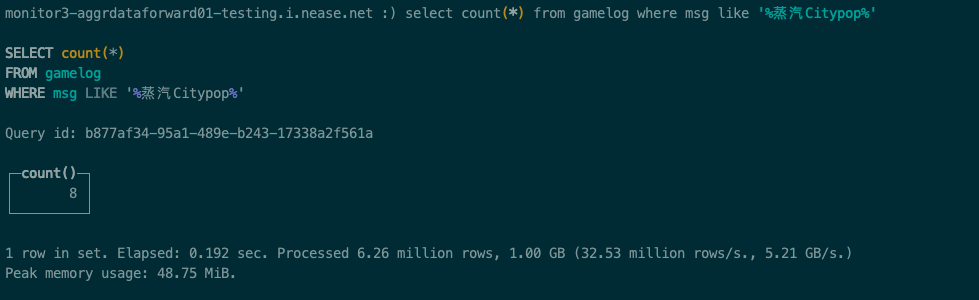 monitor3-aggrdataforward01-testing.i.nease.net :) select count(*) from gamelog where msg like '%蒸汽Citypop%'
SELECT count(*)
FROM gamelog
WHERE msg LIKE '%蒸汽Citypop%'
Query id: b877af34-95a1-489e-b243-17338a2f561a
count()
8
1 row in set. Elapsed: 0.192 sec. Processed 6.26 million rows, 1.00 GB (32.53 million rows/s., 5.21 GB/s.)
Peak memory usage: 48.75 MiB.